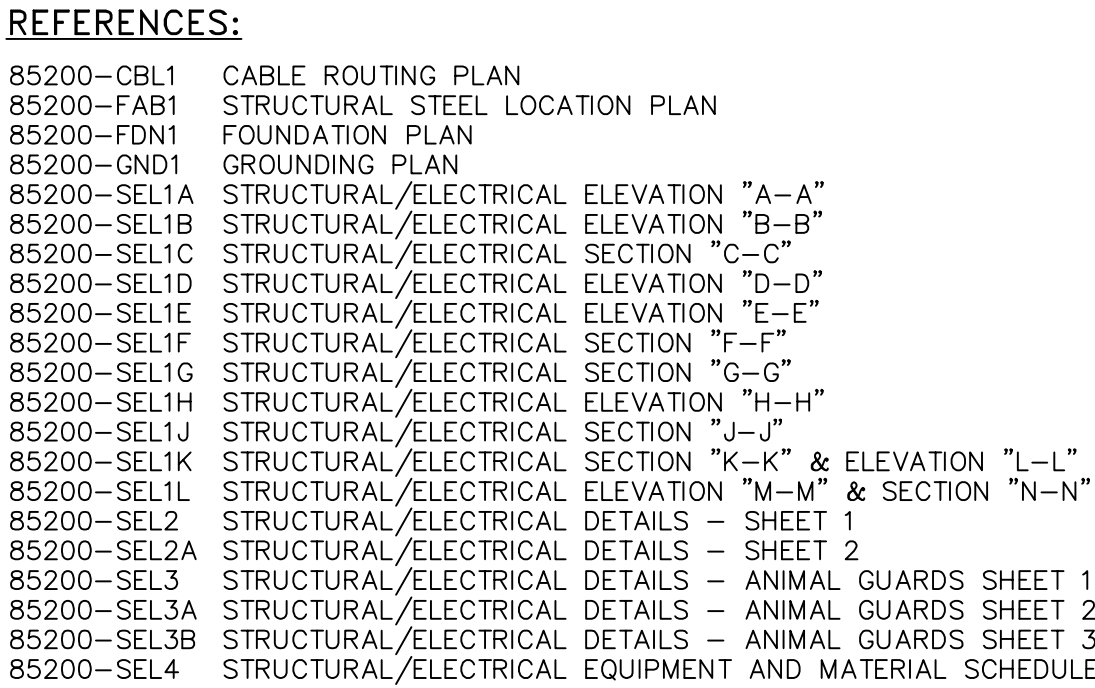 REFERENCES:
85200-CBL1 CABLE ROUTING PLAN
85200-FAB1 STRUCTURAL STEEL LOCATION PLAN
85200-FDN1 FOUNDATION PLAN
85200-GND1 GROUNDING PLAN
85200-SEL1A STRUCTURAL/ELECTRICAL ELEVATION "A-A"
85200-SEL1B STRUCTURAL/ELECTRICAL ELEVATION "B-B"
85200-SEL1C STRUCTURAL/ELECTRICAL SECTION "C-C"
85200-SEL1D STRUCTURAL/ELECTRICAL ELEVATION "D-D"
85200-SEL1E STRUCTURAL/ELECTRICAL ELEVATION "E-E"
85200-SEL1F STRUCTURAL/ELECTRICAL SECTION "F-F"
85200-SEL1G STRUCTURAL/ELECTRICAL SECTION "G-G"
85200-SEL1H STRUCTURAL/ELECTRICAL ELEVATION "H-H"
85200-SEL1J STRUCTURAL/ELECTRICAL SECTION "J-J"
85200-SEL1K STRUCTURAL/ELECTRICAL SECTION "K-K" & ELEVATION "L-L"
85200-SEL1L STRUCTURAL/ELECTRICAL ELEVATION "M-M" & SECTION "N-N"
85200-SEL2 STRUCTURAL/ELECTRICAL DETAILS - SHEET 1
85200-SEL2A STRUCTURAL/ELECTRICAL DETAILS - SHEET 2
85200-SEL3 STRUCTURAL/ELECTRICAL DETAILS - ANIMAL GUARDS SHEET 1
85200-SEL3A STRUCTURAL/ELECTRICAL DETAILS - ANIMAL GUARDS SHEET 2
85200-SEL3B STRUCTURAL/ELECTRICAL DETAILS - ANIMAL GUARDS SHEET 3
85200-SEL4 STRUCTURAL/ELECTRICAL EQUIPMENT AND MATERIAL SCHEDULE